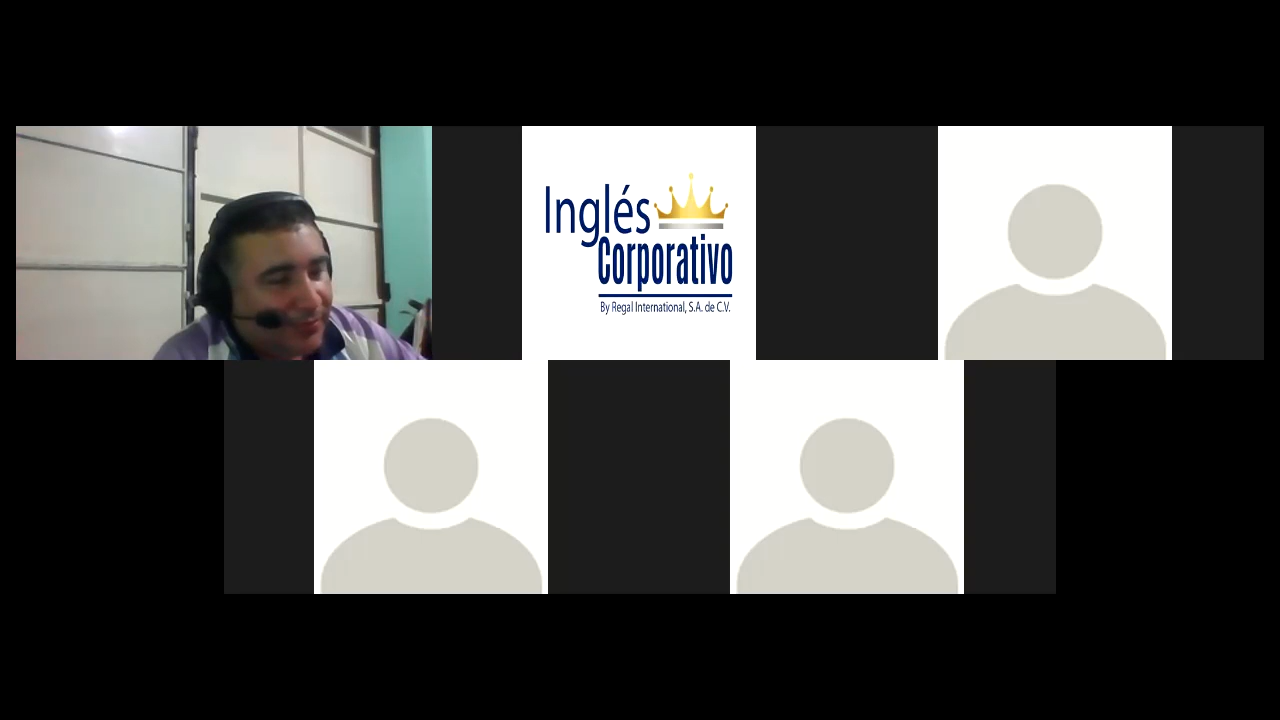 Inglés
Corporativo
By Regal International, S.A. de C.V.